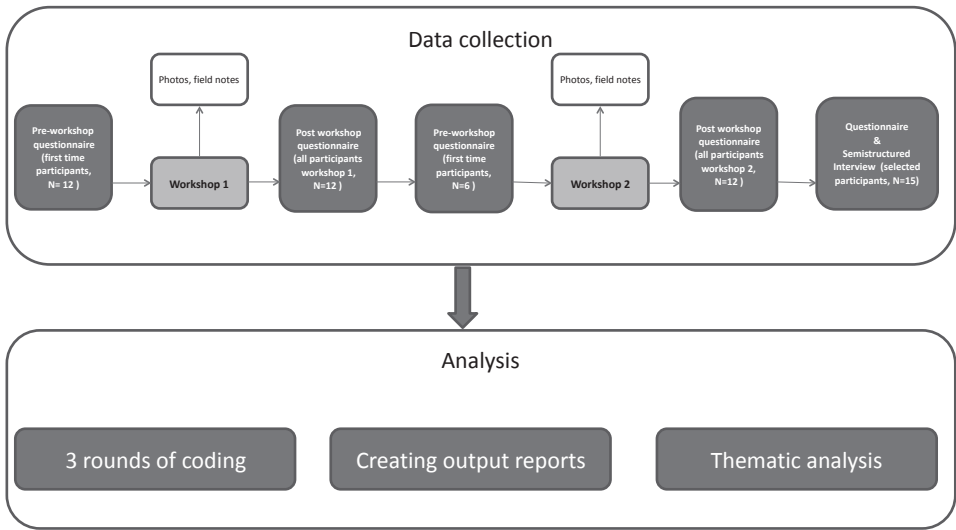 Data collection
Photos, field notes
Photos, field notes
Pre-workshop
questionnaire
(first time
participants,
N= 12 )
Workshop 1
Post workshop
questionnaire
(all participants
workshop 1,
N=12 )
Pre-workshop
questionnaire
(first time
participants,
N=6 )
Workshop 2
Post workshop
questionnaire
(all participants
workshop 2,
N=12 )
Questionnaire
&
Semistructured
Interview (selected
participants, N=15)
Analysis
3 rounds of coding
Creating output reports
Thematic analysis